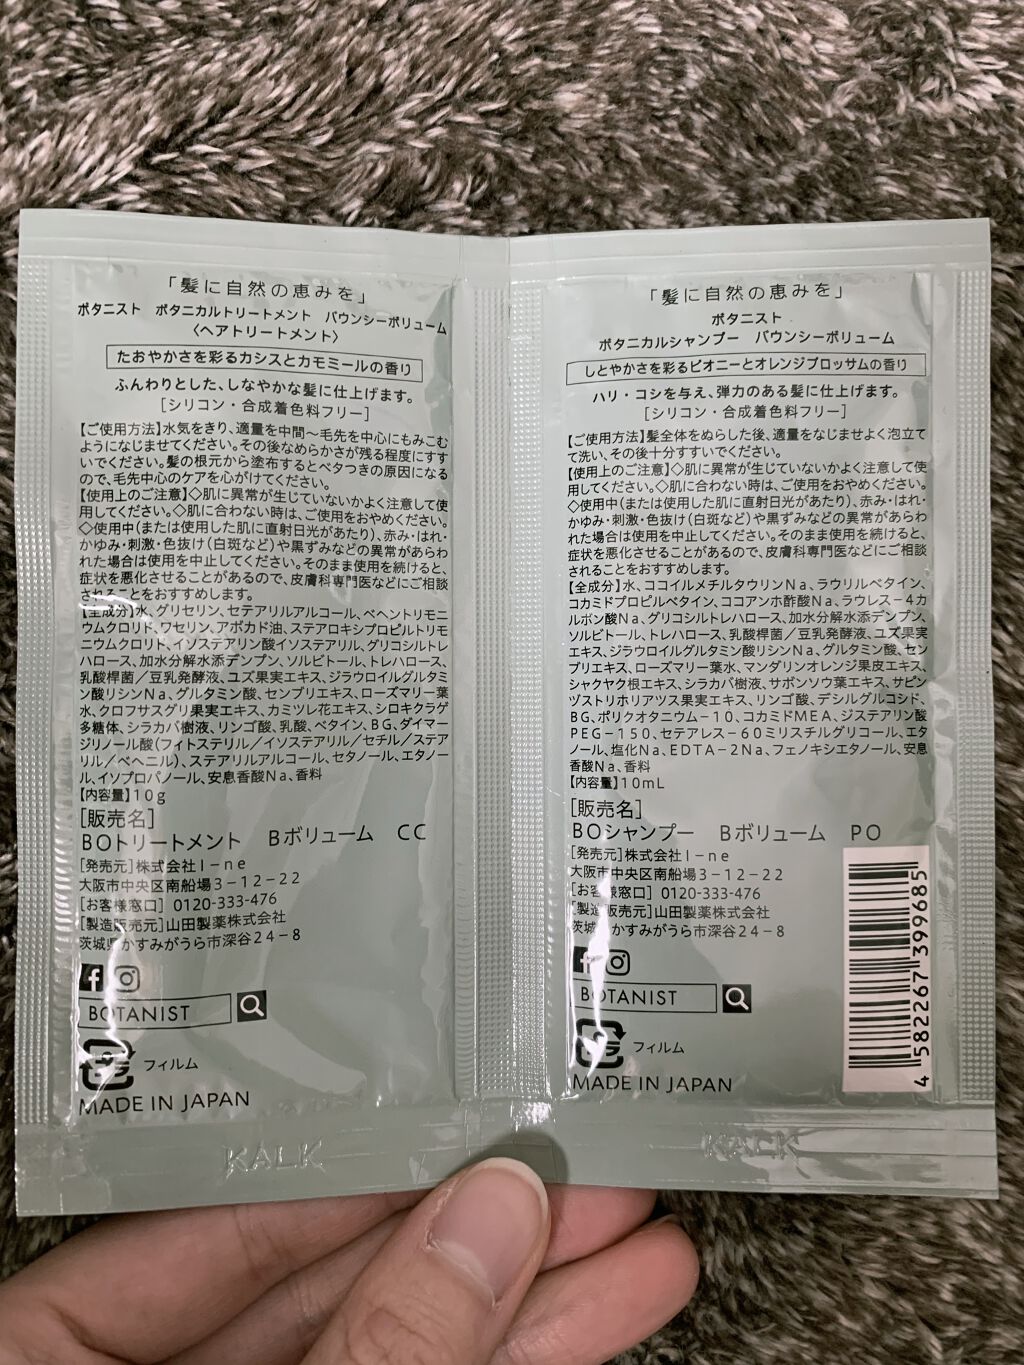 「髪に自然の恵みを」
ボタニスト ボタニカルトリートメント バウンシーボリューム
〈ヘアトリートメント〉
たおやかさを彩るカシスとカモミールの香り
ふんわりとした、しなやかな髪に仕上げます。
[シリコン・合成着色料フリー]
【ご使用方法】水気をきり、適量を中間〜毛先を中心にもみこむ
ようになじませてください。その後なめらかさが残る程度にすす
いでください。髪の根元から塗布するとベタつきの原因になる
ので、毛先中心のケアを心がけてください。
【使用上のご注意】◇肌に異常が生じていないかよく注意して使
用してください。◇肌に合わない時は、ご使用をおやめください。
◇使用中(または使用した肌に直射日光があたり)、赤み・はれ・
かゆみ・刺激・色抜け(白斑など)や黒ずみなどの異常があらわ
れた場合は使用を中止してください。そのまま使用を続けると、
症状を悪化させることがあるので、皮膚科専門医などにご相談
されることをおすすめします。
【全成分】水、グリセリン、セテアリルアルコール、ベヘントリモニ
ウムクロリド、ワセリン、アボカド油、ステアロキシプロピルトリモ
ニウムクロリド、イソステアリン酸イソステアリル、グリコシルトレ
ハロース、加水分解水添デンプン、ソルビトール、トレハロース、
乳酸桿菌／豆乳発酵液、ユズ果実エキス、ジラウロイルグルタミ
ン酸リシンNa、グルタミン酸、センブリエキス、ローズマリー葉
水、クロフサスグリ果実エキス、カミツレ花エキス、シロキクラゲ
多糖体、シラカバ樹液、リンゴ酸、乳酸、ベタイン、BG、ダイマー
ジリノール酸(フィトステリル／イソステアリル／セチル／ステア
リル／ベヘニル)、ステアリルアルコール、セタノール、エタノー
ル、イソプロパノール、安息香酸Na、香料
【内容量】10g
[販売名]
BOトリートメント Bボリューム CC
[発売元]株式会社I-ne
大阪市中央区南船場3-12-22
[お客様窓口] 0120-333-476
[製造販売元]山田製薬株式会社
茨城県かすみがうら市深谷24-8
BOTANIST
フィルム
MADE IN JAPAN
KALK
「髪に自然の恵みを」
ボタニスト
ボタニカルシャンプー バウンシーボリューム
しとやかさを彩るピオニーとオレンジブロッサムの香り
ハリ・コシを与え、弾力のある髪に仕上げます。
[シリコン・合成着色料フリー]
【ご使用方法】髪全体をぬらした後、適量をなじませよく泡立て
て洗い、その後十分すすいでください。
【使用上のご注意】◇肌に異常が生じていないかよく注意して使
用してください。◇肌に合わない時は、ご使用をおやめください。
◇使用中(または使用した肌に直射日光があたり)、赤み・はれ・
かゆみ・刺激・色抜け(白斑など)や黒ずみなどの異常があらわ
れた場合は使用を中止してください。そのまま使用を続けると、
症状を悪化させることがあるので、皮膚科専門医などにご相談
されることをおすすめします。
【全成分】水、ココイルメチルタウリンNa、ラウリルベタイン、
コカミドプロピルベタイン、ココアンホ酢酸Na、ラウレス-4カ
ルボン酸Na、グリコシルトレハロース、加水分解水添デンプン、
ソルビトール、トレハロース、乳酸桿菌／豆乳発酵液、ユズ果実
エキス、ジラウロイルグルタミン酸リシンNa、グルタミン酸、セン
ブリエキス、ローズマリー葉水、マンダリンオレンジ果皮エキス、
シャクヤク根エキス、シラカバ樹液、サボンソウ葉エキス、サピン
ヅストリホリアツス果実エキス、リンゴ酸、デシルグルコシド、
BG、ポリクオタニウム-10、コカミドMEA、ジステアリン酸
PEG-150、セテアレス-60ミリスチルグリコール、エタ
ノール、塩化Na、EDTA-2Na、フェノキシエタノール、安息
香酸Na、香料
【内容量】10mL
[販売名]
BOシャンプー Bボリューム PO
[発売元]株式会社I-ne
大阪市中央区南船場3-12-22
[お客様窓口] 0120-333-476
[製造販売元]山田製薬株式会社
茨城県かすみがうら市深谷24-8
BOTANIST
フィルム
MADE IN JAPAN
4 582267 399685
KALK